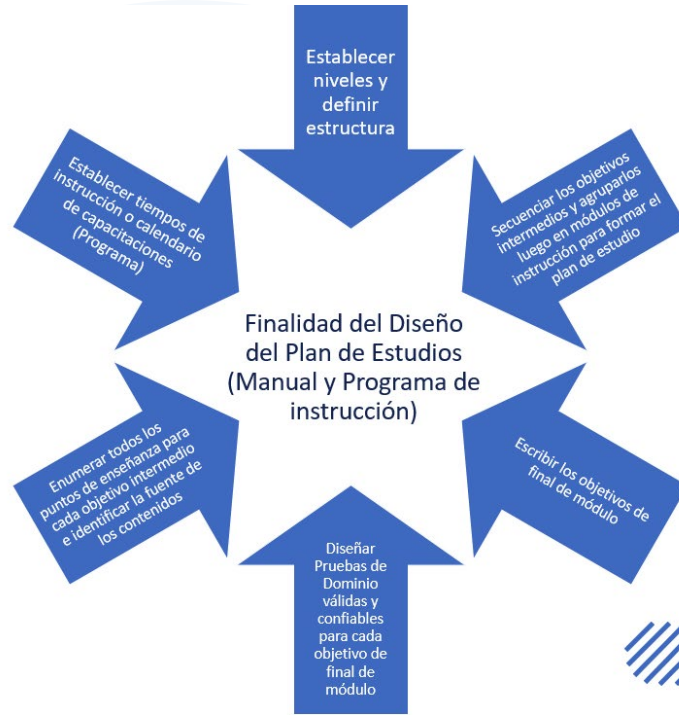 Establecer
niveles y
definir
estructura
Secuenciar los objetivos
intermedios y agruparlos
luego en módulos de
instrucción para formar el
plan de estudio
Escribir los objetivos de
final de módulo
Diseñar
Pruebas de
Dominio
válidas y
confiables
para cada
objetivo de
final de
módulo
Enumerar todos los
puntos de enseñanza para
cada objetivo intermedio
e identificar la fuente de
los contenidos
Establecer tiempos de
instrucción o calendario
de capacitaciones
(Programa)
Finalidad del Diseño
del Plan de Estudios
(Manual y Programa de
instrucción)